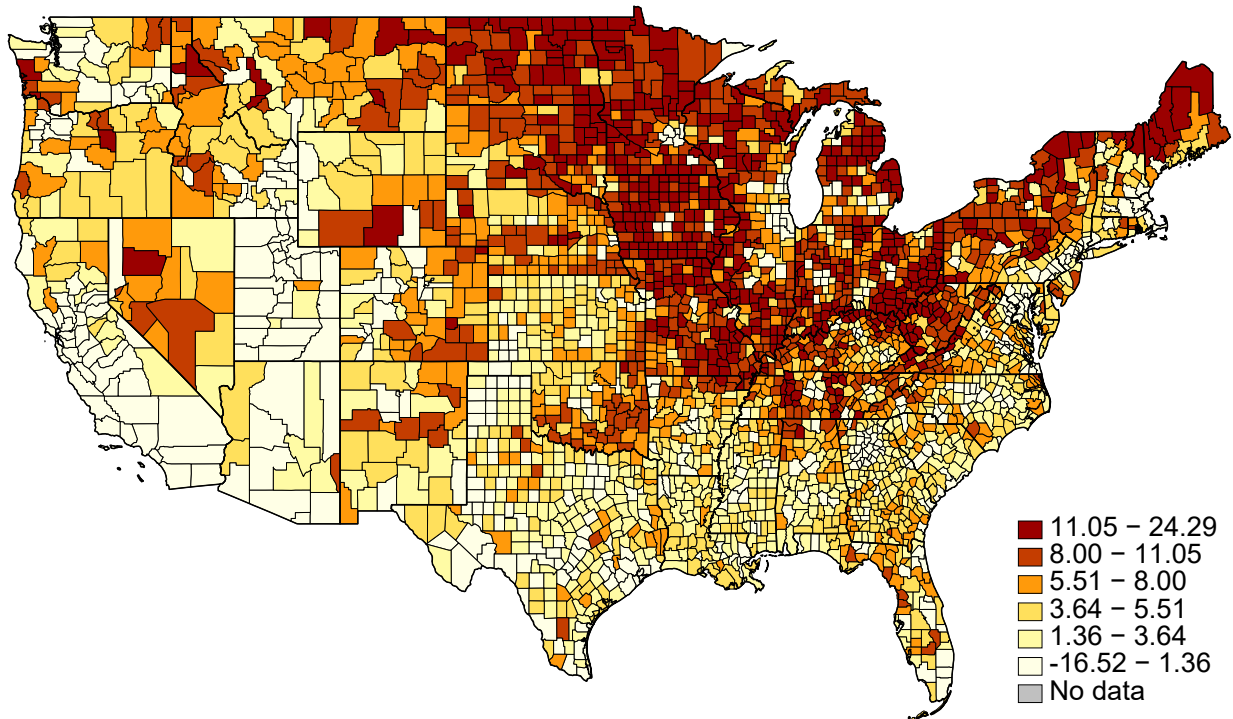 11.05 − 24.29
8.00 − 11.05
5.51 − 8.00
3.64 − 5.51
1.36 − 3.64
-16.52 − 1.36
No data